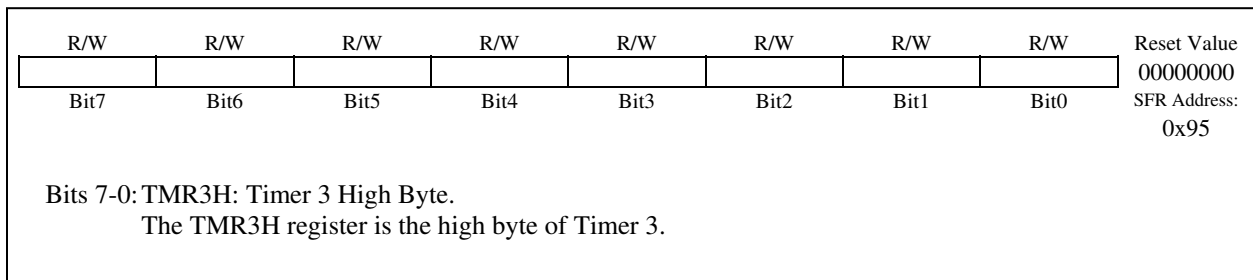 R/W R/W R/W R/W R/W R/W R/W R/W Reset Value
00000000
Bit7 Bit6 Bit5 Bit4 Bit3 Bit2 Bit1 Bit0 SFR Address:
0x95
Bits 7-0: TMR3H: Timer 3 High Byte.
The TMR3H register is the high byte of Timer 3.